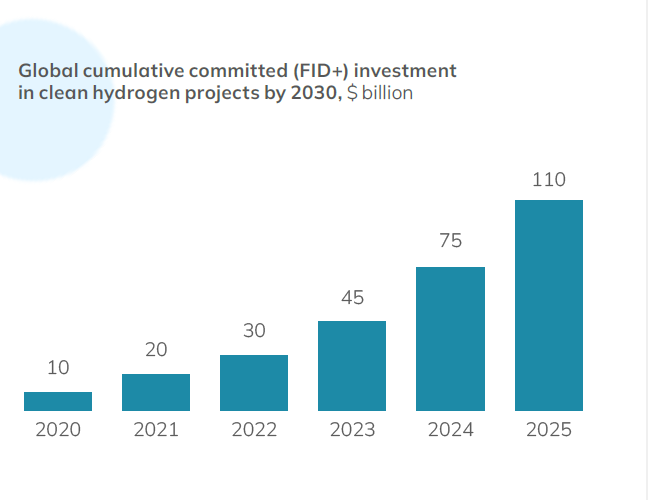 Global cumulative committed (FID+) investment
in clean hydrogen projects by 2030, $ billion
110
75
45
30
20
10
2020 2021 2022 2023 2024 2025